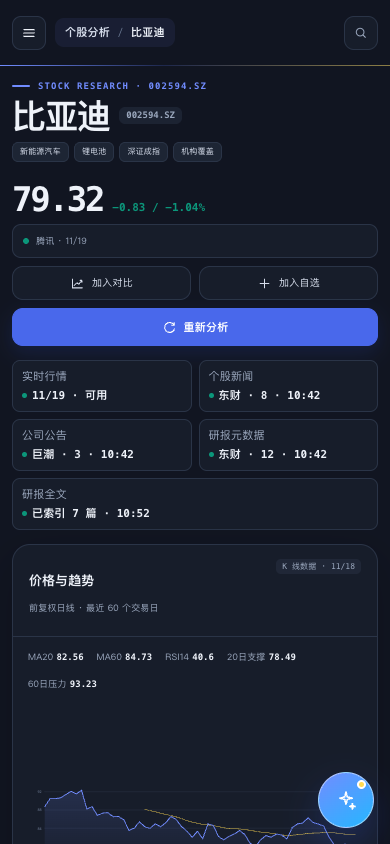 个股分析 / 比亚迪
STOCK RESEARCH · 002594.SZ
比亚迪 002594.SZ
新能源汽车 锂电池 深证成指 机构覆盖
79.32 −0.83 / −1.04%
腾讯 · 11/19
加入对比 加入自选
重新分析
实时行情 个股新闻
11/19 · 可用 东财 · 8 · 10:42
公司公告 研报元数据
巨潮 · 3 · 10:42 东财 · 12 · 10:42
研报全文
已索引 7 篇 · 10:52
K 线数据 · 11/18
价格与趋势
前复权日线 · 最近 60 个交易日
MA20 82.56 MA60 84.73 RSI14 40.6 20日支撑 78.49
60日压力 93.23